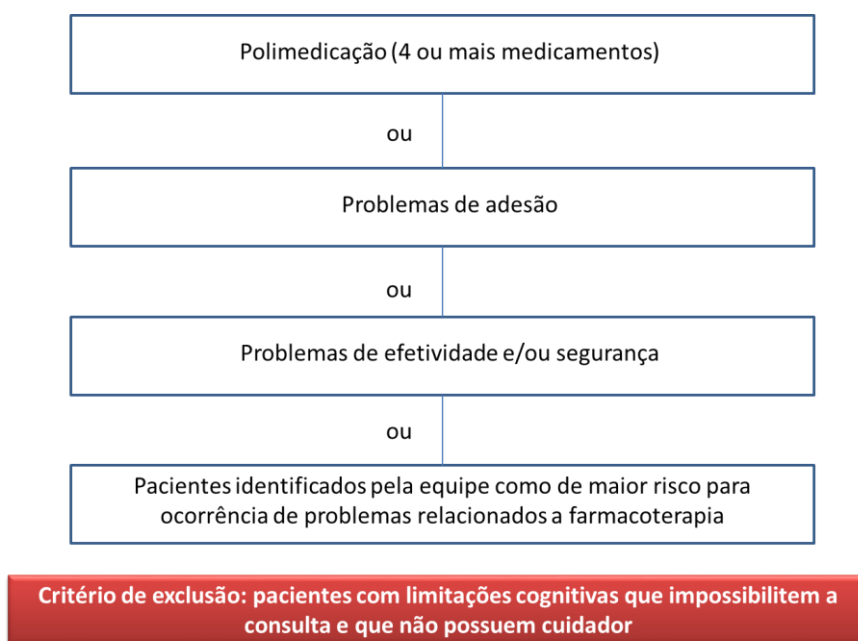 Polimedicação (4 ou mais medicamentos)
ou
Problemas de adesão
ou
Problemas de efetividade e/ou segurança
ou
Pacientes identificados pela equipe como de maior risco para
ocorrência de problemas relacionados a farmacoterapia
Critério de exclusão: pacientes com limitações cognitivas que impossibilitem a
consulta e que não possuem cuidador